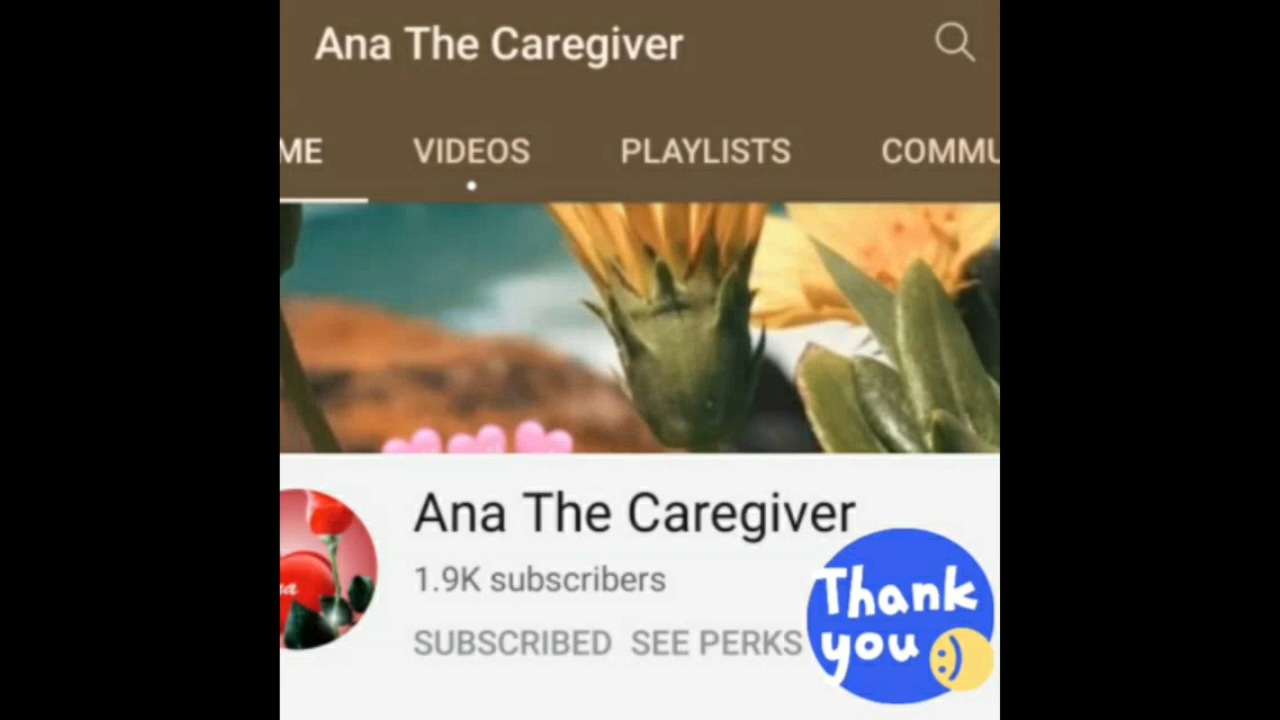 Ana The Caregiver
ME
VIDEOS
PLAYLISTS
COMMU
Ana The Caregiver
1.9K subscribers
SUBSCRIBED SEE PERKS
Thank
you